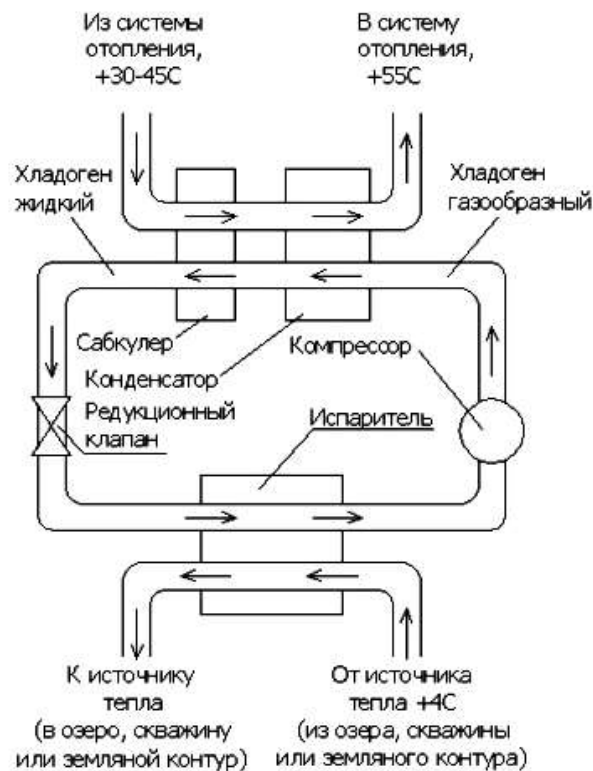 Из системы
отопления,
+30-45С
В систему
отопления,
+55С
Хладоген
жидкий
Хладоген
газообразный
Сабкулер
Конденсатор
Компрессор
Редукционный
клапан
Испаритель
К источнику
тепла
(в озеро, скважину
или земляной контур)
От источника
тепла +4С
(из озера, скважины
или земляного контура)